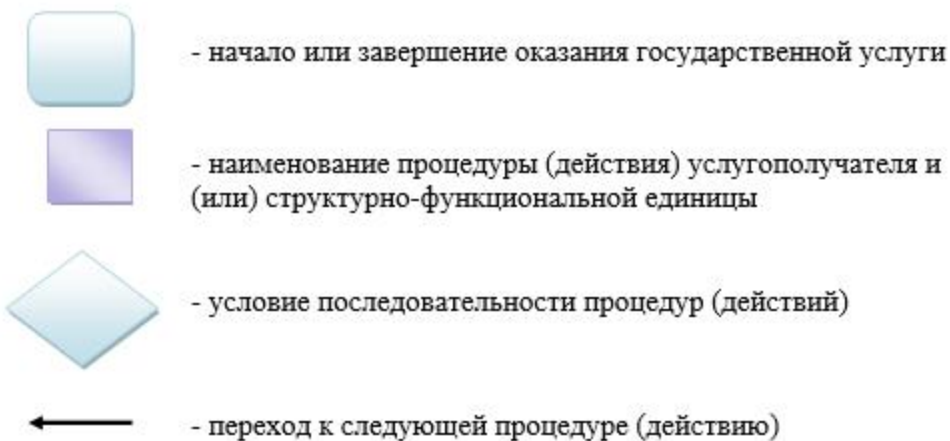 - начало или завершение оказания государственной услуги
- наименование процедуры (действия) услугополучателя и
(или) структурно-функциональной единицы
- условие последовательности процедур (действий)
- переход к следующей процедуре (действию)